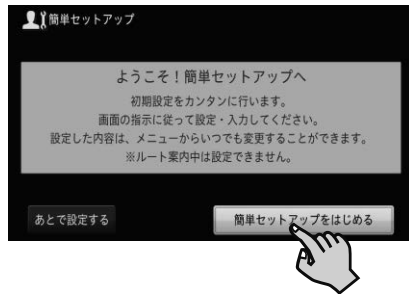 簡単セットアップ
ようこそ！簡単セットアップへ
初期設定をカンタンに行います。
画面の指示に従って設定・入力してください。
設定した内容は、メニューからいつでも変更することができます。
※ルート案内中は設定できません。
あとで設定する
簡単セットアップをはじめる